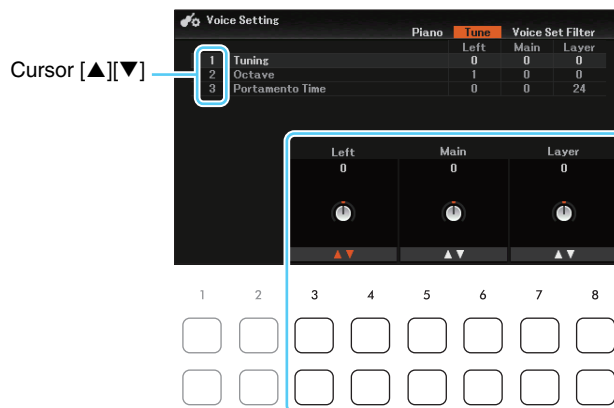 Voice Setting
Piano Tune Voice Set Filter
Left Main Layer
1 Tuning 0 0 0
2 Octave 1 0 0
3 Portamento Time 0 0 24
Cursor [▲][▼]
Left Main Layer
0 0 0
▲▼ ▲▼ ▲▼
1 2 3 4 5 6 7 8